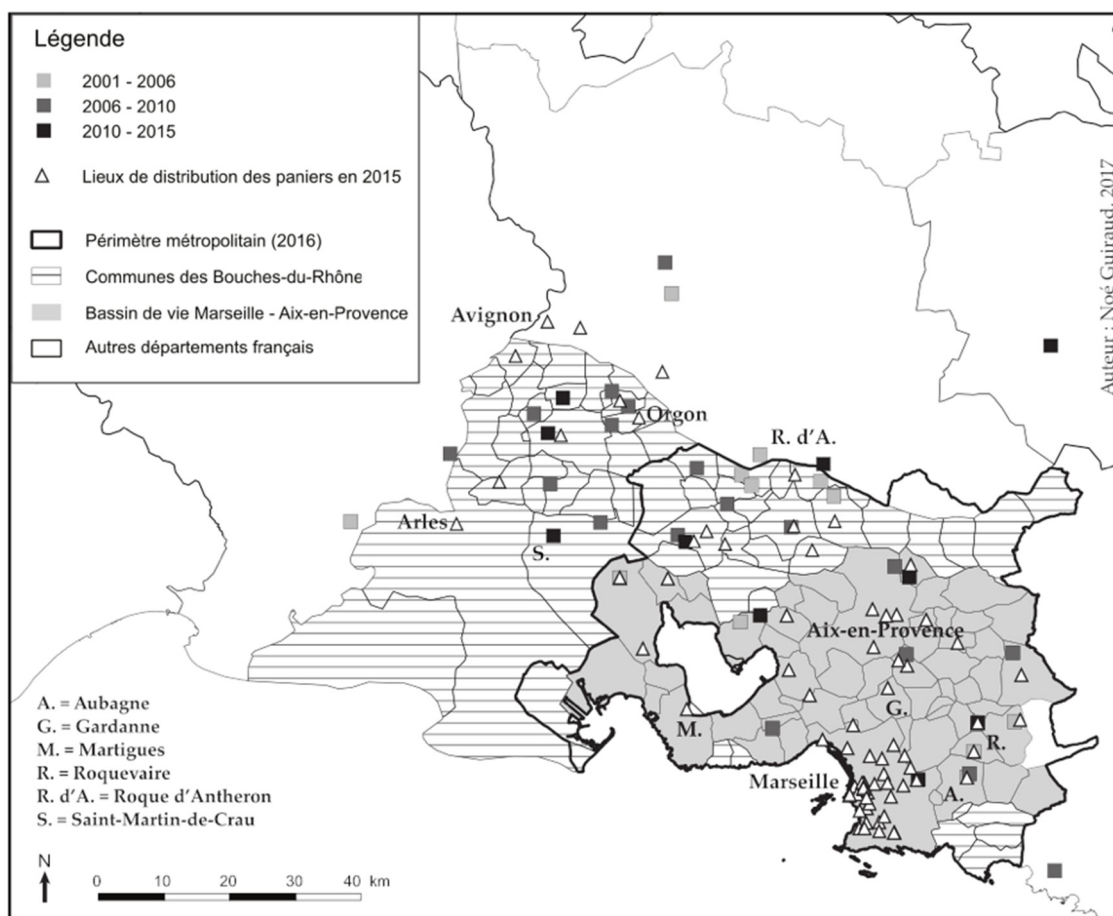 Légende
2001 - 2006
2006 - 2010
2010 - 2015
Lieux de distribution des paniers en 2015
Périmètre métropolitain (2016)
Communes des Bouches-du-Rhône
Bassin de vie Marseille - Aix-en-Provence
Autres départements français
Auteur : Noé Guiraud, 2017
Avignon
Orgon
R. d'A.
Arles
S.
Aix-en-Provence
G.
M.
R.
Marseille
A.
A. = Aubagne
G. = Gardanne
M. = Martigues
R. = Roquevaire
R. d'A. = Roque d'Antheron
S. = Saint-Martin-de-Crau
N
0 10 20 30 40 km